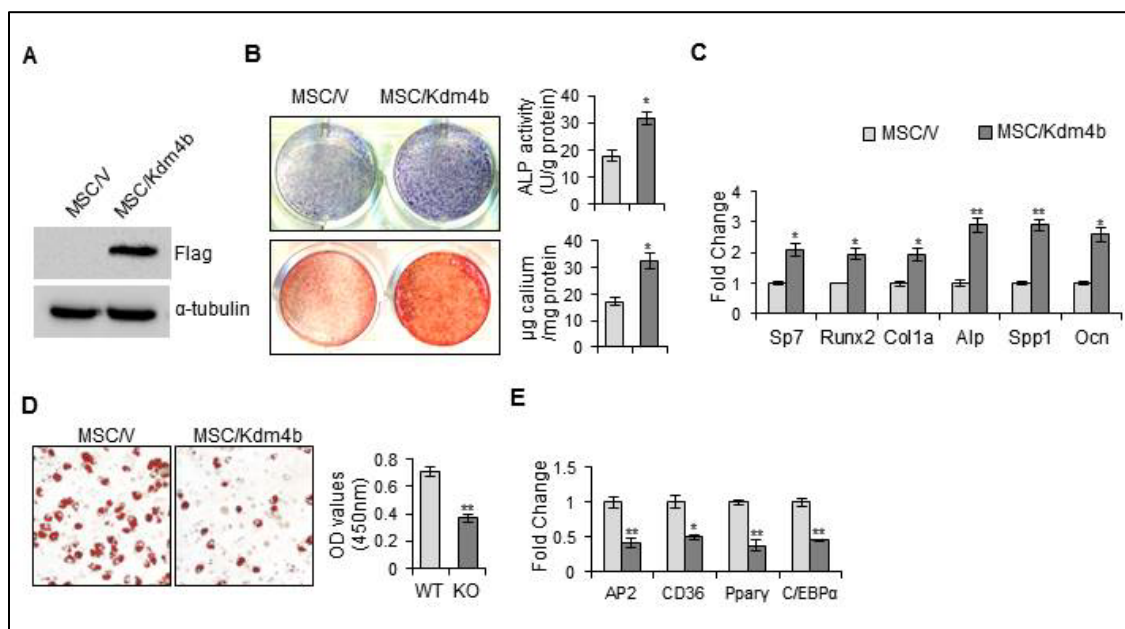 A
MSC/V
MSC/Kdm4b
Flag
α-tubulin
B
MSC/V MSC/Kdm4b
ALP activity
(U/g protein)
40
30
20
10
0
*
µg calium
/mg protein
40
30
20
10
0
*
C
MSC/V MSC/Kdm4b
Fold Change
4
3
2
1
0
* * * ** ** *
Sp7 Runx2 Col1a Alp Spp1 Ocn
D
MSC/V MSC/Kdm4b
OD values
(450nm)
0.8
0.6
0.4
0.2
0
**
WT KO
E
Fold Change
1.5
1
0.5
0
** * ** **
AP2 CD36 Pparγ C/EBPα